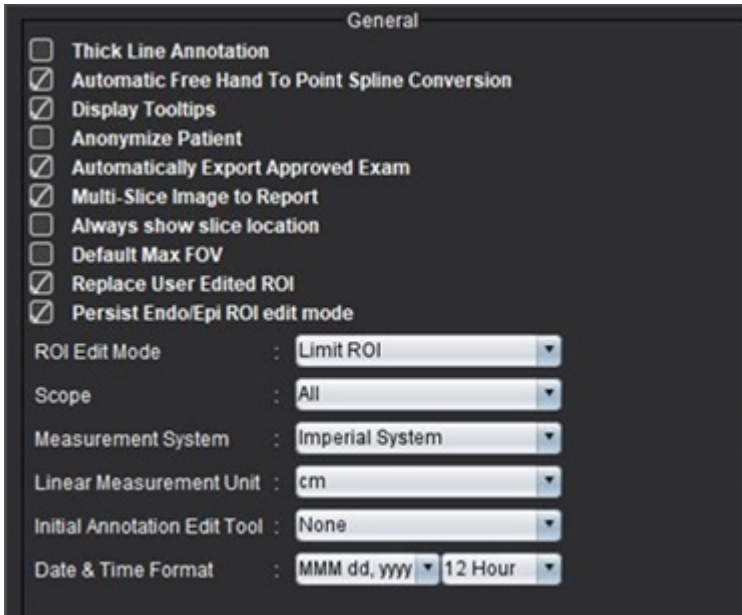 General
Thick Line Annotation
Automatic Free Hand To Point Spline Conversion
Display Tooltips
Anonymize Patient
Automatically Export Approved Exam
Multi-Slice Image to Report
Always show slice location
Default Max FOV
Replace User Edited ROI
Persist Endo/Epi ROI edit mode
ROI Edit Mode : Limit ROI
Scope : All
Measurement System : Imperial System
Linear Measurement Unit : cm
Initial Annotation Edit Tool : None
Date & Time Format : MMM dd, yyyy 12 Hour